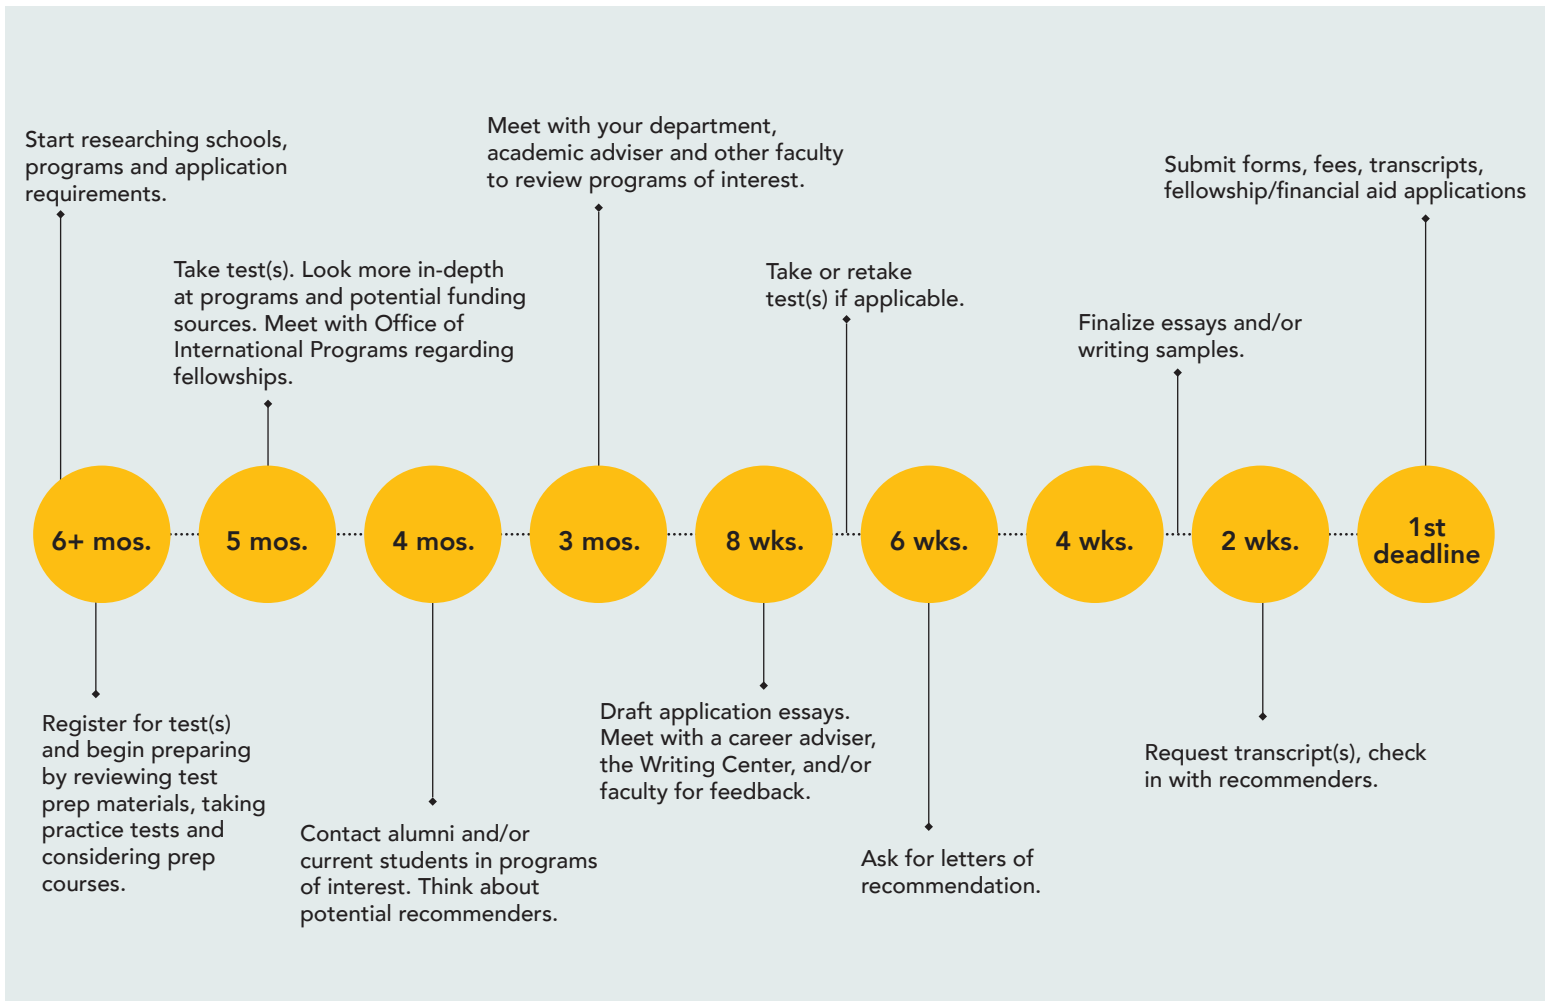 Start researching schools,
programs and application
requirements.
Take test(s). Look more in-depth
at programs and potential funding
sources. Meet with Office of
International Programs regarding
fellowships.
Meet with your department,
academic adviser and other faculty
to review programs of interest.
Take or retake
test(s) if applicable.
Finalize essays and/or
writing samples.
Submit forms, fees, transcripts,
fellowship/financial aid applications
6+ mos.
5 mos.
4 mos.
3 mos.
8 wks.
6 wks.
4 wks.
2 wks.
1st
deadline
Register for test(s)
and begin preparing
by reviewing test
prep materials, taking
practice tests and
considering prep
courses.
Contact alumni and/or
current students in programs
of interest. Think about
potential recommenders.
Draft application essays.
Meet with a career adviser,
the Writing Center, and/or
faculty for feedback.
Ask for letters of
recommendation.
Request transcript(s), check
in with recommenders.